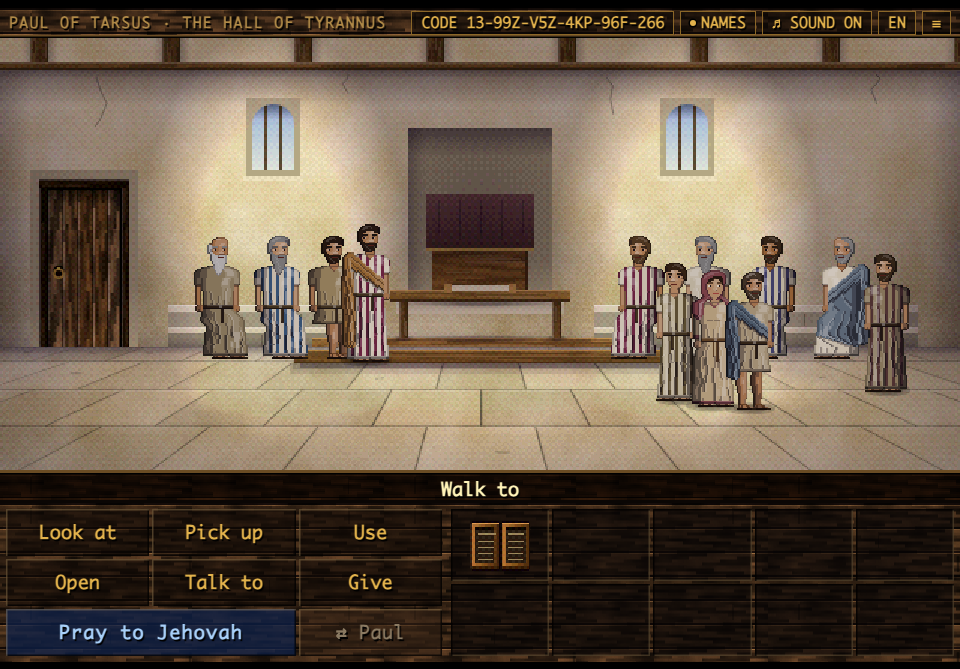 PAUL OF TARSUS · THE HALL OF TYRANNUS
CODE 13-99Z-V5Z-4KP-96F-266
• NAMES
♬ SOUND ON
EN
≡
Walk to
Look at
Pick up
Use
Open
Talk to
Give
Pray to Jehovah
⇄ Paul